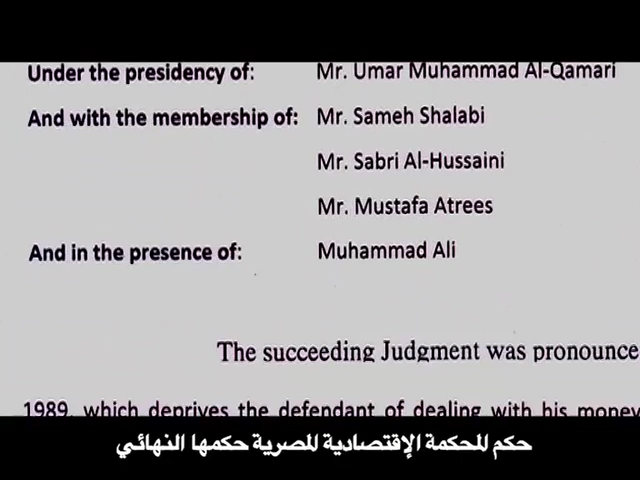 Under the presidency of: Mr. Umar Muhammad Al-Qamari
And with the membership of: Mr. Sameh Shalabi
Mr. Sabri Al-Hussaini
Mr. Mustafa Atrees
And in the presence of: Muhammad Ali
The succeeding Judgment was pronounce
1989, which deprives the defendant of dealing with his money
حكم للمحكمة الإقتصادية المصرية حكمها النهائي